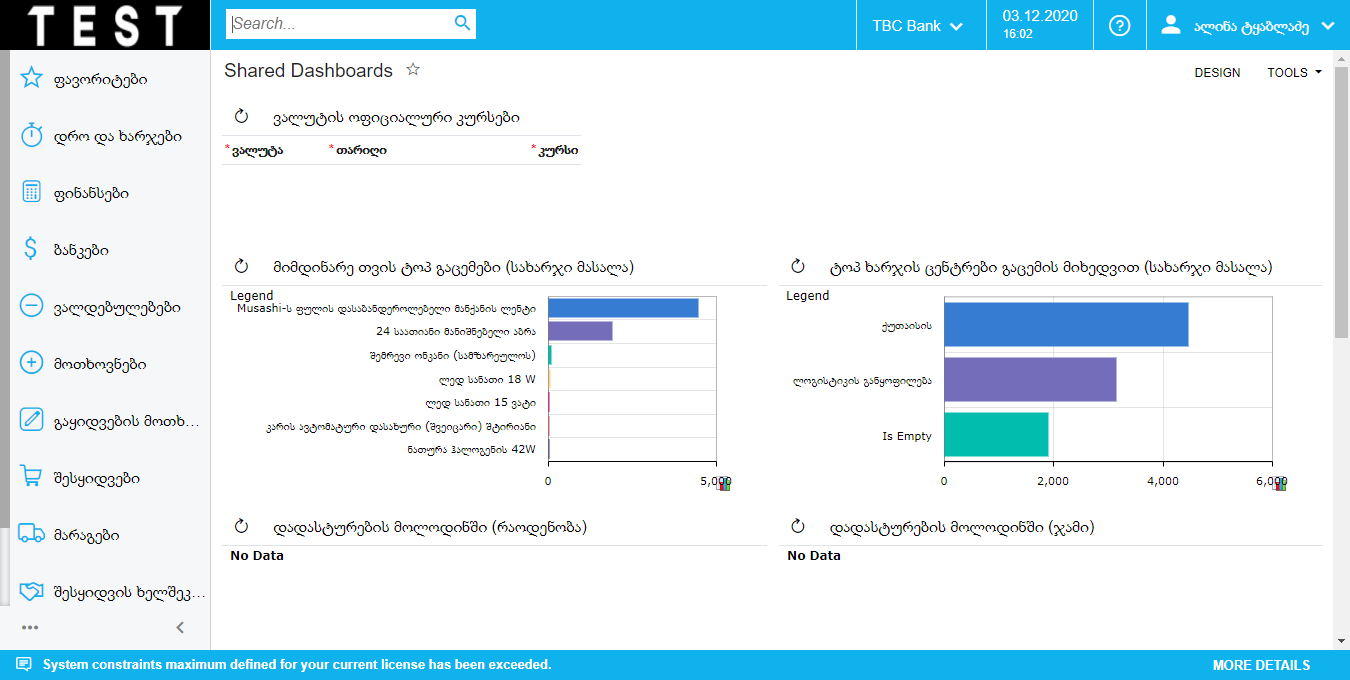 TEST
Search...
TBC Bank
03.12.2020
16:02
ალინა ტყაბლაძე
ფავორიტები
დრო და ხარჯები
ფინანსები
ბანკები
ვალდებულებები
მოთხოვნები
გაყიდვების მოთხ...
შესყიდვები
მარაგები
შესყიდვის ხელშეკ...
Shared Dashboards
DESIGN
TOOLS
ვალუტის ოფიციალური კურსები
*ვალუტა *თარიღი *კურსი
მიმდინარე თვის ტოპ გაცემები (სახარჯი მასალა)
Legend
Musashi-ს ფულის დასაბანდეროლებელი მანქანის ლენტი
24 საათიანი მანიშნებელი აბრა
შემრევი ონკანი (სამზარეულოს)
ლედ სანათი 18 W
ლედ სანათი 15 ვატი
კარის ავტომატური დასახური (შვეიცარი) შტირიანი
ნათურა ჰალოგენის 42W
0 5,000
ტოპ ხარჯის ცენტრები გაცემის მიხედვით (სახარჯი მასალა)
Legend
ქუთაისის
ლოგისტიკის განყოფილება
Is Empty
0 2,000 4,000 6,000
დადასტურების მოლოდინში (რაოდენობა)
No Data
დადასტურების მოლოდინში (ჯამი)
No Data
System constraints maximum defined for your current license has been exceeded.
MORE DETAILS